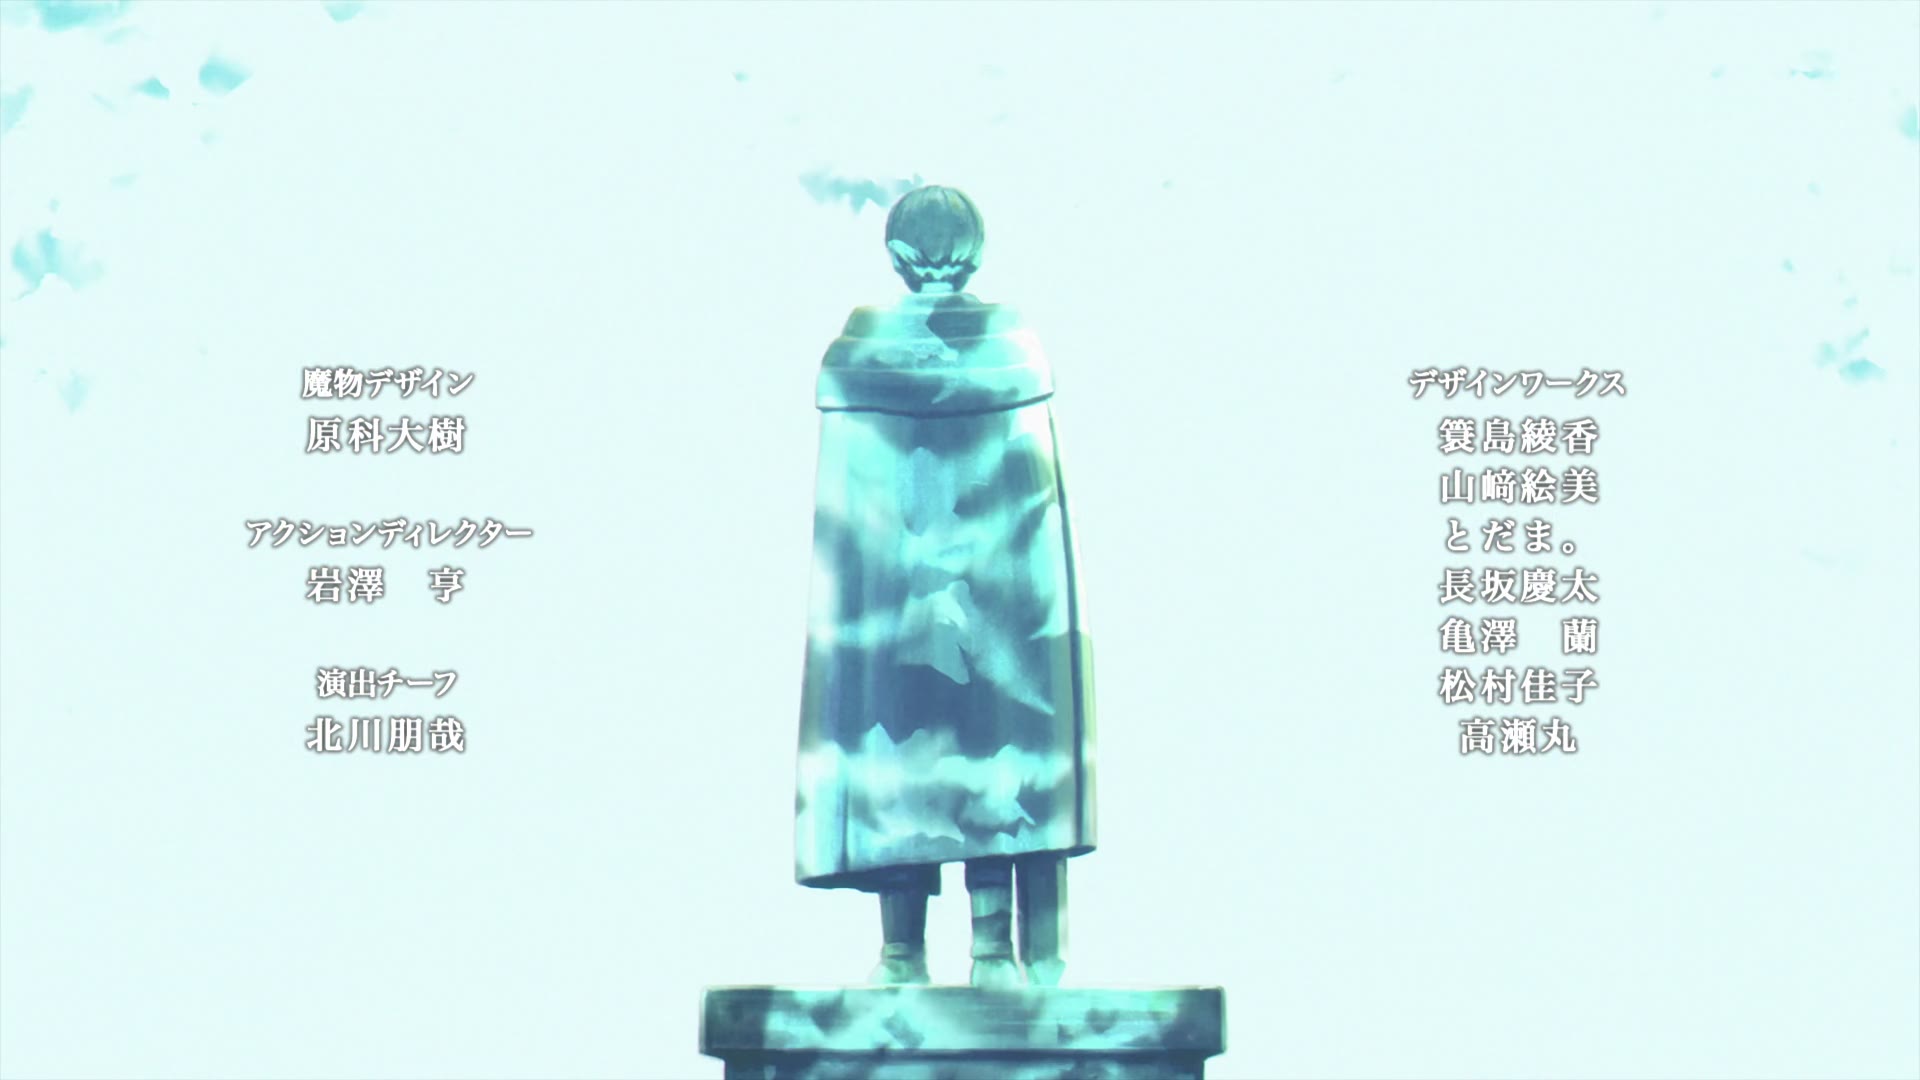 魔物デザイン
原科大樹
アクションディレクター
岩澤　亨
演出チーフ
北川朋哉
デザインワークス
簑島綾香
山﨑絵美
とだま。
長坂慶太
亀澤　蘭
松村佳子
高瀬丸